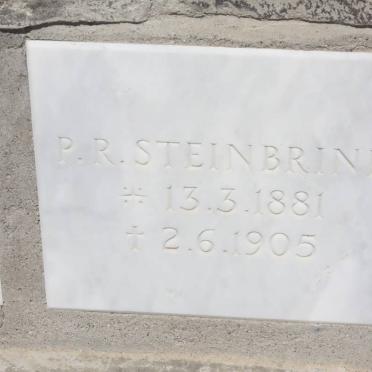 P.R. STEINBRIN
* 13.3.1881
† 2.6.1905